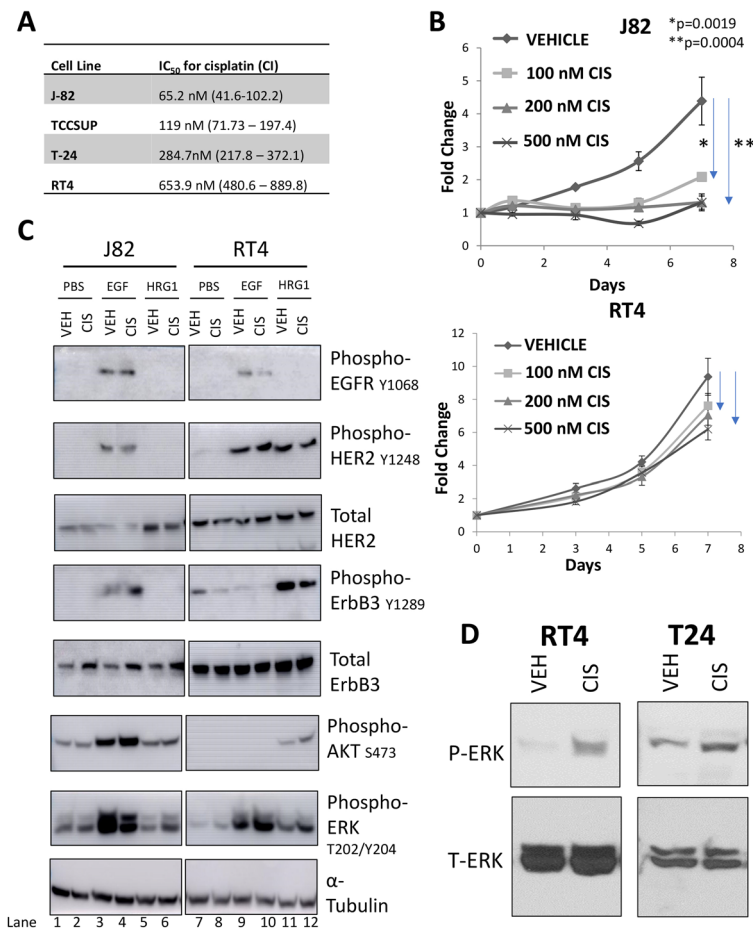 A
Cell Line IC50 for cisplatin (CI)
J-82 65.2 nM (41.6-102.2)
TCCSUP 119 nM (71.73 – 197.4)
T-24 284.7nM (217.8 – 372.1)
RT4 653.9 nM (480.6 – 889.8)
B
J82
*p=0.0019
**p=0.0004
VEHICLE
100 nM CIS
200 nM CIS
500 nM CIS
Fold Change
6
5
4
3
2
1
0
* **
0 2 4 6 8
Days
RT4
VEHICLE
100 nM CIS
200 nM CIS
500 nM CIS
Fold Change
12
10
8
6
4
2
0
0 1 2 3 4 5 6 7 8
Days
C
J82 RT4
PBS EGF HRG1 PBS EGF HRG1
VEH CIS VEH CIS VEH CIS VEH CIS VEH CIS VEH CIS
Phospho-
EGFR Y1068
Phospho-
HER2 Y1248
Total
HER2
Phospho-
ErbB3 Y1289
Total
ErbB3
Phospho-
AKT S473
Phospho-
ERK
T202/Y204
α-
Tubulin
Lane 1 2 3 4 5 6 7 8 9 10 11 12
D
RT4 T24
VEH CIS VEH CIS
P-ERK
T-ERK